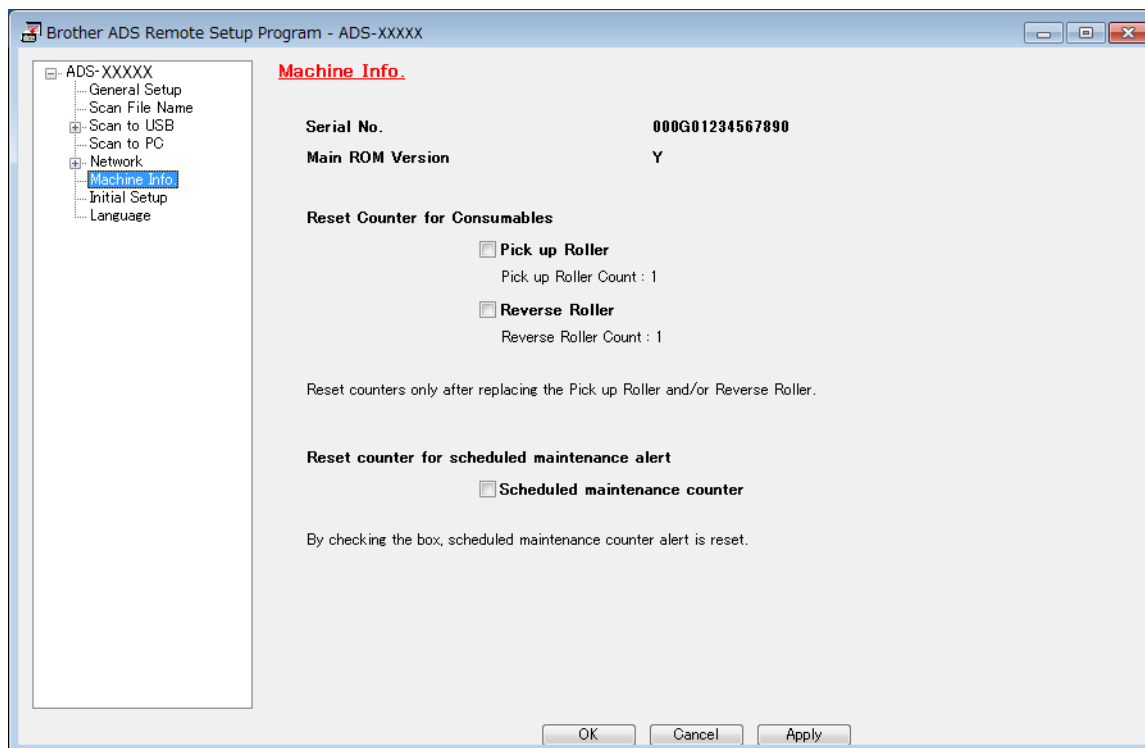 Brother ADS Remote Setup Program - ADS-XXXXX
ADS-XXXXX
General Setup
Scan File Name
Scan to USB
Scan to PC
Network
Machine Info.
Initial Setup
Language
Machine Info.
Serial No. 000G01234567890
Main ROM Version Y
Reset Counter for Consumables
Pick up Roller
Pick up Roller Count : 1
Reverse Roller
Reverse Roller Count : 1
Reset counters only after replacing the Pick up Roller and/or Reverse Roller.
Reset counter for scheduled maintenance alert
Scheduled maintenance counter
By checking the box, scheduled maintenance counter alert is reset.
OK Cancel Apply